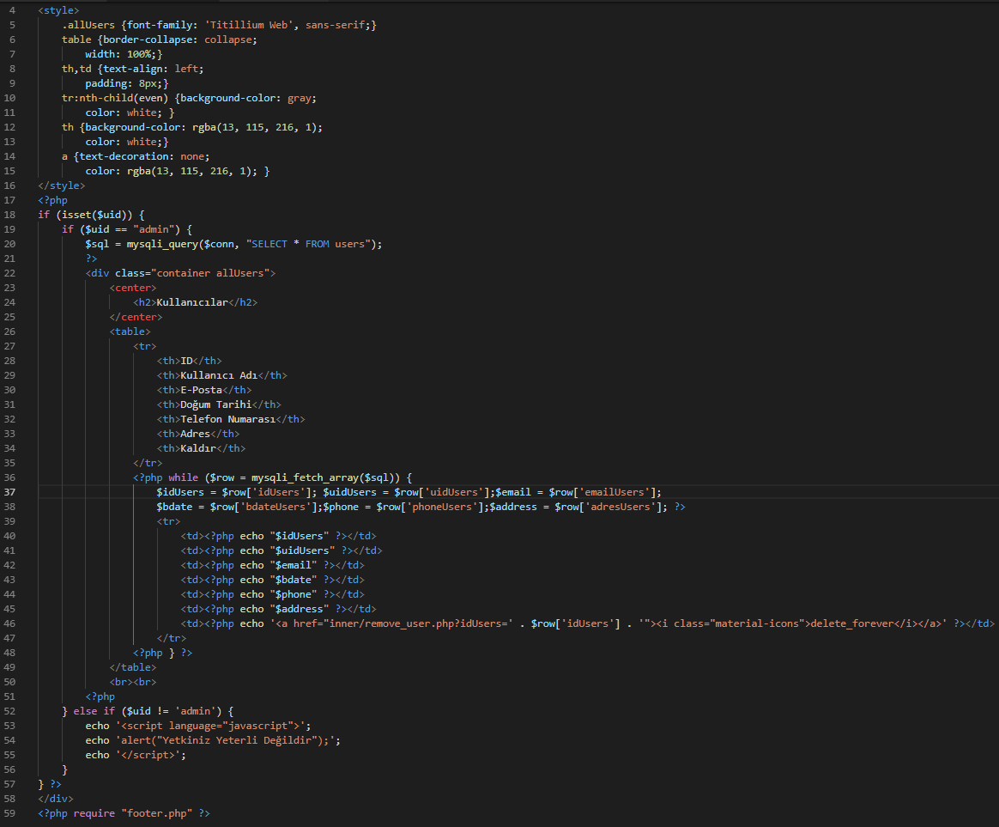 4 <style>
5 .allUsers {font-family: 'Titillium Web', sans-serif;}
6 table {border-collapse: collapse;
7 width: 100%;}
8 th,td {text-align: left;
9 padding: 8px;}
10 tr:nth-child(even) {background-color: gray;
11 color: white; }
12 th {background-color: rgba(13, 115, 216, 1);
13 color: white;}
14 a {text-decoration: none;
15 color: rgba(13, 115, 216, 1); }
16 </style>
17 <?php
18 if (isset($uid)) {
19 if ($uid == "admin") {
20 $sql = mysqli_query($conn, "SELECT * FROM users");
21 ?>
22 <div class="container allUsers">
23 <center>
24 <h2>Kullanıcılar</h2>
25 </center>
26 <table>
27 <tr>
28 <th>ID</th>
29 <th>Kullanıcı Adı</th>
30 <th>E-Posta</th>
31 <th>Doğum Tarihi</th>
32 <th>Telefon Numarası</th>
33 <th>Adres</th>
34 <th>Kaldır</th>
35 </tr>
36 <?php while ($row = mysqli_fetch_array($sql)) {
37 $idUsers = $row['idUsers']; $uidUsers = $row['uidUsers'];$email = $row['emailUsers'];
38 $bdate = $row['bdateUsers'];$phone = $row['phoneUsers'];$address = $row['adresUsers']; ?>
39 <tr>
40 <td><?php echo "$idUsers" ?></td>
41 <td><?php echo "$uidUsers" ?></td>
42 <td><?php echo "$email" ?></td>
43 <td><?php echo "$bdate" ?></td>
44 <td><?php echo "$phone" ?></td>
45 <td><?php echo "$address" ?></td>
46 <td><?php echo '<a href="inner/remove_user.php?idUsers=' . $row['idUsers'] . '"><i class="material-icons">delete_forever</i></a>' ?></td>
47 </tr>
48 <?php } ?>
49 </table>
50 <br><br>
51 <?php
52 } else if ($uid != 'admin') {
53 echo '<script language="javascript">';
54 echo 'alert("Yetkiniz Yeterli Değildir");';
55 echo '</script>';
56 }
57 } ?>
58 </div>
59 <?php require "footer.php" ?>